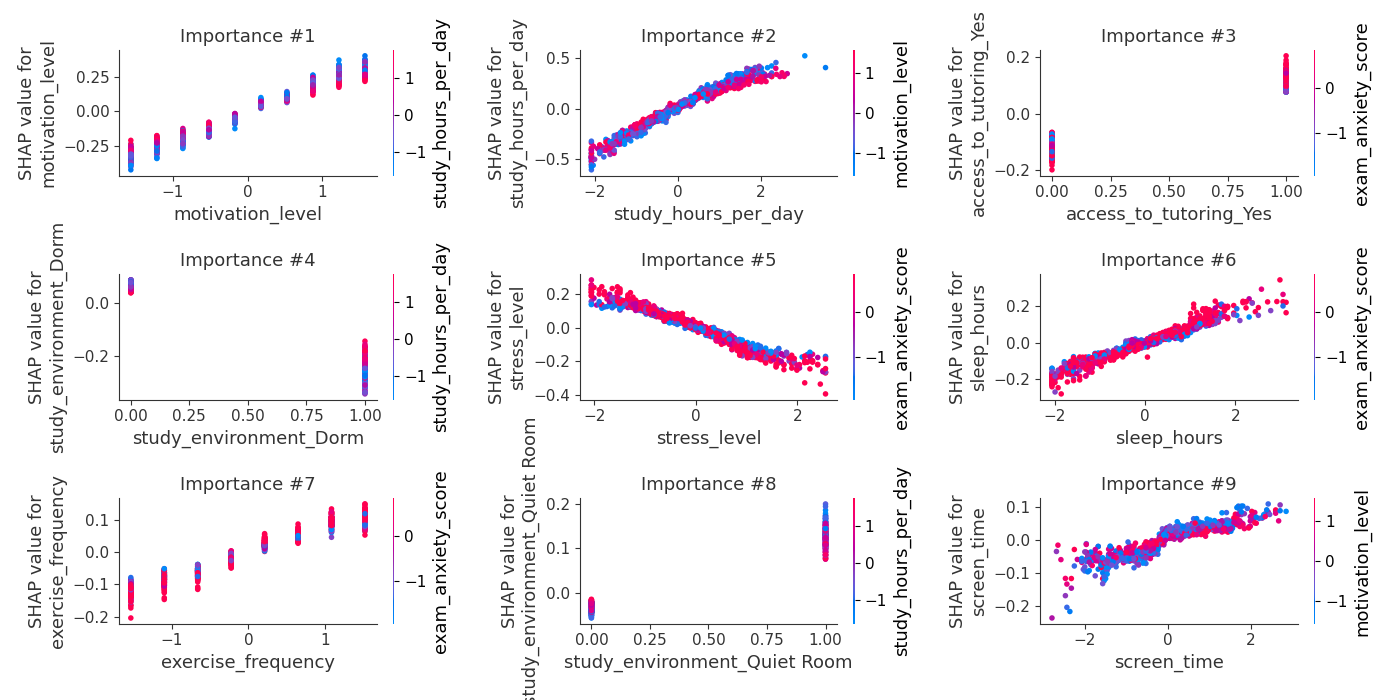 Importance #1
SHAP value for
motivation_level
0.25
0.00
−0.25
−1
1
motivation_level
1
0
−1
study_hours_per_day
Importance #2
SHAP value for
study_hours_per_day
0.5
0.0
−0.5
−2
0
2
study_hours_per_day
1
0
−1
motivation_level
Importance #3
SHAP value for
access_to_tutoring_Yes
0.2
0.0
−0.2
0.00
0.25
0.50
0.75
1.00
access_to_tutoring_Yes
0
−1
exam_anxiety_score
Importance #4
SHAP value for
study_environment_Dorm
0.0
−0.2
0.00
0.25
0.50
0.75
1.00
study_environment_Dorm
1
0
−1
study_hours_per_day
Importance #5
SHAP value for
stress_level
0.2
0.0
−0.2
−0.4
−2
0
2
stress_level
0
−1
exam_anxiety_score
Importance #6
SHAP value for
sleep_hours
0.2
0.0
−0.2
−2
0
2
sleep_hours
0
−1
exam_anxiety_score
Importance #7
SHAP value for
exercise_frequency
0.1
0.0
−0.1
−0.2
−1
0
1
exercise_frequency
0
−1
exam_anxiety_score
Importance #8
SHAP value for
study_environment_Quiet Room
0.2
0.1
0.0
0.00
0.25
0.50
0.75
1.00
study_environment_Quiet Room
1
0
−1
study_hours_per_day
Importance #9
SHAP value for
screen_time
0.1
0.0
−0.1
−0.2
−2
0
2
screen_time
1
0
−1
motivation_level